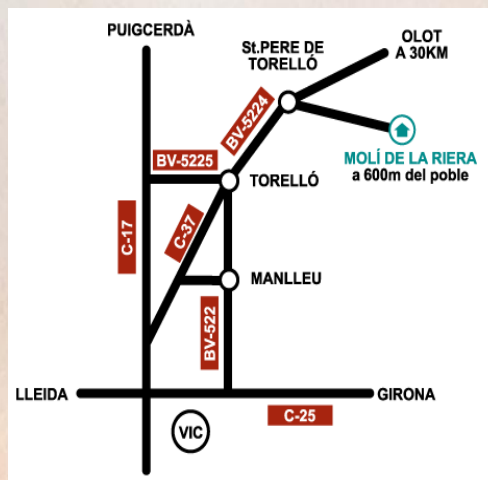 PUIGCERDÀ
OLOT
A 30KM
St.PERE DE
TORELLÓ
BV-5224
BV-5225
MOLÍ DE LA RIERA
a 600m del poble
TORELLÓ
C-17
C-37
MANLLEU
BV-522
LLEIDA
GIRONA
C-25
VIC